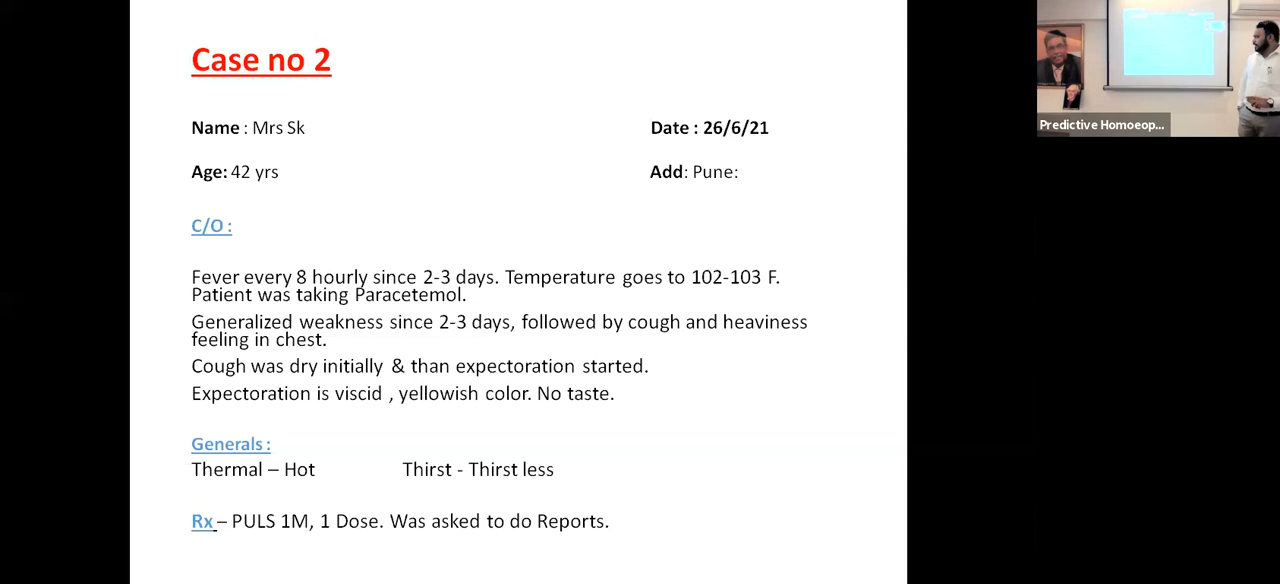 Case no 2
Name : Mrs Sk Date : 26/6/21
Age: 42 yrs Add: Pune:
C/O :
Fever every 8 hourly since 2-3 days. Temperature goes to 102-103 F.
Patient was taking Paracetemol.
Generalized weakness since 2-3 days, followed by cough and heaviness
feeling in chest.
Cough was dry initially & than expectoration started.
Expectoration is viscid , yellowish color. No taste.
Generals :
Thermal – Hot Thirst - Thirst less
Rx – PULS 1M, 1 Dose. Was asked to do Reports.
Predictive Homoeop...